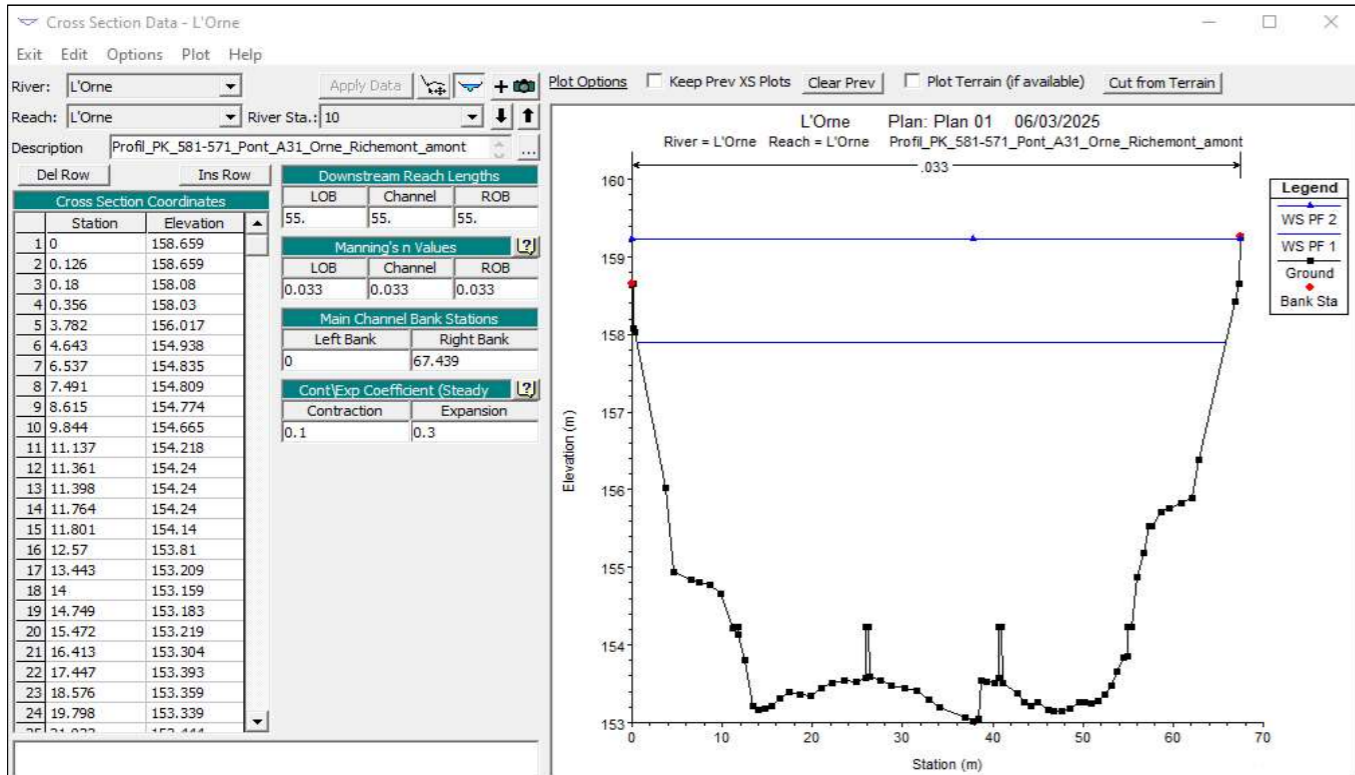 Cross Section Data - L'Orne
Exit Edit Options Plot Help
River: L'Orne Apply Data
Reach: L'Orne River Sta.: 10
Description Profil_PK_581-571_Pont_A31_Orne_Richemont_amont ...
Del Row Ins Row
Cross Section Coordinates
Station Elevation
1 0 158.659
2 0.126 158.659
3 0.18 158.08
4 0.356 158.03
5 3.782 156.017
6 4.643 154.938
7 6.537 154.835
8 7.491 154.809
9 8.615 154.774
10 9.844 154.665
11 11.137 154.218
12 11.361 154.24
13 11.398 154.24
14 11.764 154.24
15 11.801 154.14
16 12.57 153.81
17 13.443 153.209
18 14 153.159
19 14.749 153.183
20 15.472 153.219
21 16.413 153.304
22 17.447 153.393
23 18.576 153.359
24 19.798 153.339
Downstream Reach Lengths
LOB Channel ROB
55. 55. 55.
Manning's n Values
LOB Channel ROB
0.033 0.033 0.033
Main Channel Bank Stations
Left Bank Right Bank
0 67.439
Cont\Exp Coefficient (Steady
Contraction Expansion
0.1 0.3
Plot Options Keep Prev XS Plots Clear Prev Plot Terrain (if available) Cut from Terrain
L'Orne Plan: Plan 01 06/03/2025
River = L'Orne Reach = L'Orne Profil_PK_581-571_Pont_A31_Orne_Richemont_amont
.033
160
159
158
157
156
155
154
153
Elevation (m)
0 10 20 30 40 50 60 70
Station (m)
Legend
WS PF 2
WS PF 1
Ground
Bank Sta